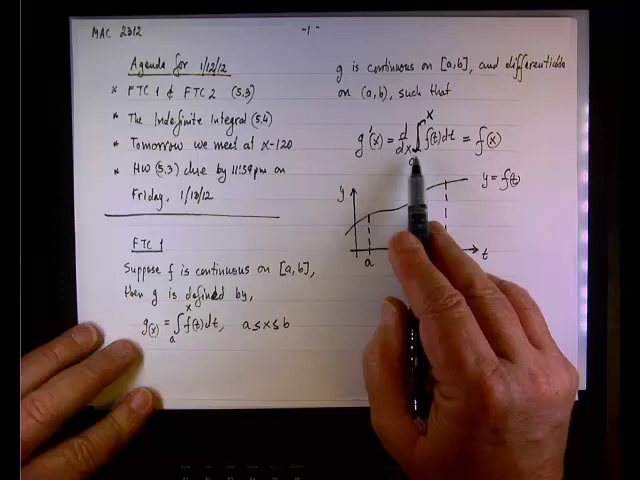 MAC 2312
-1-
Agenda for 1/12/12
* FTC 1 & FTC 2 (5.3)
* The Indefinite Integral (5.4)
* Tomorrow we meet at X-120
* HW (5.3) due by 11:59pm on
Friday, 1/13/12
FTC 1
Suppose f is continuous on [a,b],
then g is defined by,
g(x) = ∫ₐˣ f(t)dt, a ≤ x ≤ b
g is continuous on [a,b], and differentiable
on (a,b), such that
g'(x) = d/dx ∫ₐˣ f(t)dt = f(x)
y
y = f(t)
a
t